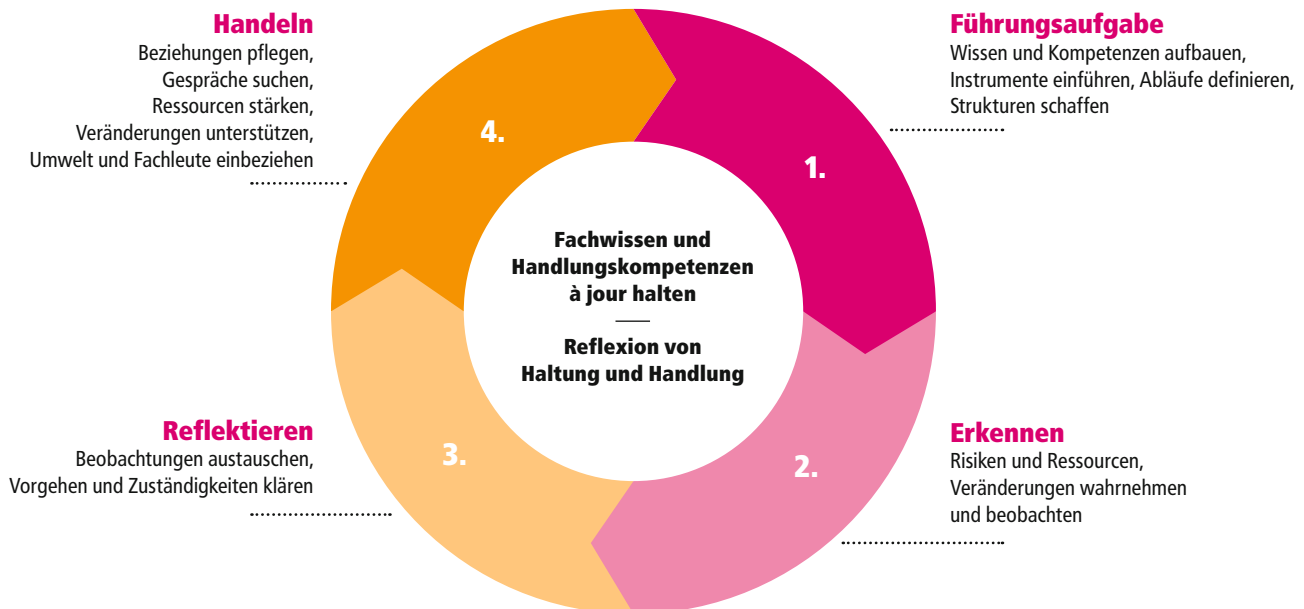 Führungsaufgabe
Wissen und Kompetenzen aufbauen,
Instrumente einführen, Abläufe definieren,
Strukturen schaffen
1.
Erkennen
Risiken und Ressourcen,
Veränderungen wahrnehmen
und beobachten
2.
Reflektieren
Beobachtungen austauschen,
Vorgehen und Zuständigkeiten klären
3.
Handeln
Beziehungen pflegen,
Gespräche suchen,
Ressourcen stärken,
Veränderungen unterstützen,
Umwelt und Fachleute einbeziehen
4.
Fachwissen und
Handlungskompetenzen
à jour halten
Reflexion von
Haltung und Handlung